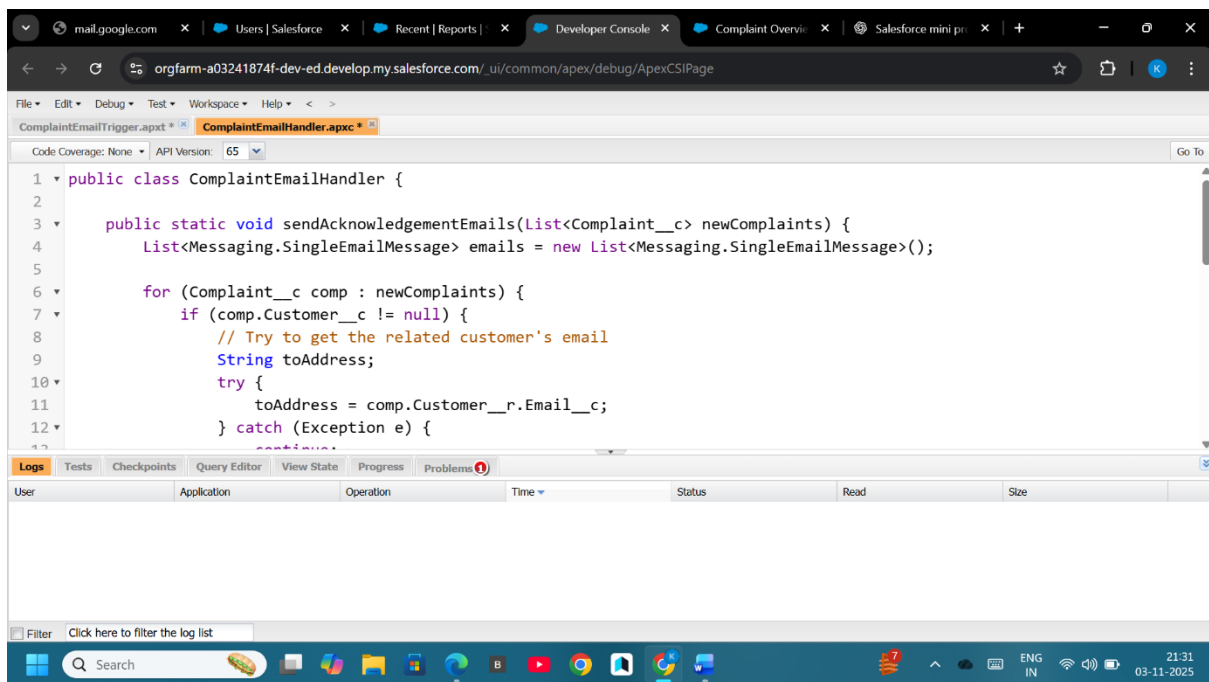 mail.google.com
Users | Salesforce
Recent | Reports |
Developer Console
Complaint Overvie
Salesforce mini pro
orgfarm-a03241874f-dev-ed.develop.my.salesforce.com/_ui/common/apex/debug/ApexCSIPage
K
File Edit Debug Test Workspace Help < >
ComplaintEmailTrigger.apxt * ComplaintEmailHandler.apxc *
Code Coverage: None API Version: 65 Go To
1 public class ComplaintEmailHandler {
2
3 public static void sendAcknowledgementEmails(List<Complaint__c> newComplaints) {
4 List<Messaging.SingleEmailMessage> emails = new List<Messaging.SingleEmailMessage>();
5
6 for (Complaint__c comp : newComplaints) {
7 if (comp.Customer__c != null) {
8 // Try to get the related customer's email
9 String toAddress;
10 try {
11 toAddress = comp.Customer__r.Email__c;
12 } catch (Exception e) {
13 continue;
Logs Tests Checkpoints Query Editor View State Progress Problems 1
User Application Operation Time Status Read Size
Filter Click here to filter the log list
Search
B
K
7
ENG
IN
21:31
03-11-2025